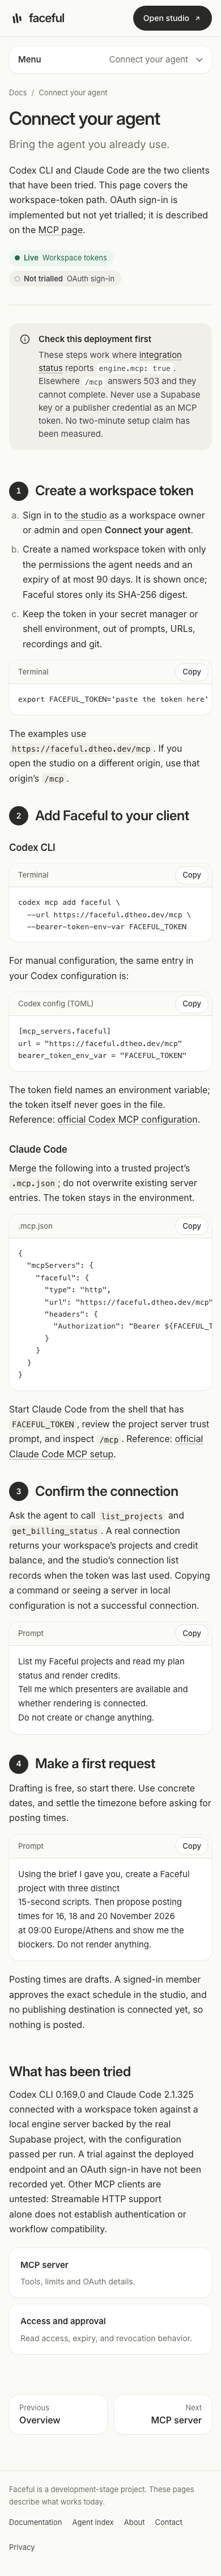 faceful
Open studio ↗
Menu Connect your agent
Docs / Connect your agent
Connect your agent
Bring the agent you already use.
Codex CLI and Claude Code are the two clients
that have been tried. This page covers the
workspace-token path. OAuth sign-in is
implemented but not yet trialled; it is described
on the MCP page.
Live Workspace tokens
Not trialled OAuth sign-in
Check this deployment first
These steps work where integration
status reports engine.mcp: true.
Elsewhere /mcp answers 503 and they
cannot complete. Never use a Supabase
key or a publisher credential as an MCP
token. No two-minute setup claim has
been measured.
1 Create a workspace token
a. Sign in to the studio as a workspace owner
or admin and open Connect your agent.
b. Create a named workspace token with only
the permissions the agent needs and an
expiry of at most 90 days. It is shown once;
Faceful stores only its SHA-256 digest.
c. Keep the token in your secret manager or
shell environment, out of prompts, URLs,
recordings and git.
Terminal Copy
export FACEFUL_TOKEN='paste the token here'
The examples use
https://faceful.dtheo.dev/mcp. If you
open the studio on a different origin, use that
origin's /mcp.
2 Add Faceful to your client
Codex CLI
Terminal Copy
codex mcp add faceful \
--url https://faceful.dtheo.dev/mcp \
--bearer-token-env-var FACEFUL_TOKEN
For manual configuration, the same entry in
your Codex configuration is:
Codex config (TOML) Copy
[mcp_servers.faceful]
url = "https://faceful.dtheo.dev/mcp"
bearer_token_env_var = "FACEFUL_TOKEN"
The token field names an environment variable;
the token itself never goes in the file.
Reference: official Codex MCP configuration.
Claude Code
Merge the following into a trusted project's
.mcp.json; do not overwrite existing server
entries. The token stays in the environment.
.mcp.json Copy
{
"mcpServers": {
"faceful": {
"type": "http",
"url": "https://faceful.dtheo.dev/mcp"
"headers": {
"Authorization": "Bearer ${FACEFUL_T
}
}
}
}
Start Claude Code from the shell that has
FACEFUL_TOKEN, review the project server trust
prompt, and inspect /mcp. Reference: official
Claude Code MCP setup.
3 Confirm the connection
Ask the agent to call list_projects and
get_billing_status. A real connection
returns your workspace's projects and credit
balance, and the studio's connection list
records when the token was last used. Copying
a command or seeing a server in local
configuration is not a successful connection.
Prompt Copy
List my Faceful projects and read my plan
status and render credits.
Tell me which presenters are available and
whether rendering is connected.
Do not create or change anything.
4 Make a first request
Drafting is free, so start there. Use concrete
dates, and settle the timezone before asking for
posting times.
Prompt Copy
Using the brief I gave you, create a Faceful
project with three distinct
15-second scripts. Then propose posting
times for 16, 18 and 20 November 2026
at 09:00 Europe/Athens and show me the
blockers. Do not render anything.
Posting times are drafts. A signed-in member
approves the exact schedule in the studio, and
no publishing destination is connected yet, so
nothing is posted.
What has been tried
Codex CLI 0.169.0 and Claude Code 2.1.325
connected with a workspace token against a
local engine server backed by the real
Supabase project, with the configuration
passed per run. A trial against the deployed
endpoint and an OAuth sign-in have not been
recorded yet. Other MCP clients are
untested: Streamable HTTP support
alone does not establish authentication or
workflow compatibility.
MCP server
Tools, limits and OAuth details.
Access and approval
Read access, expiry, and revocation behavior.
Previous
Overview
Next
MCP server
Faceful is a development-stage project. These pages
describe what works today.
Documentation Agent index About Contact
Privacy